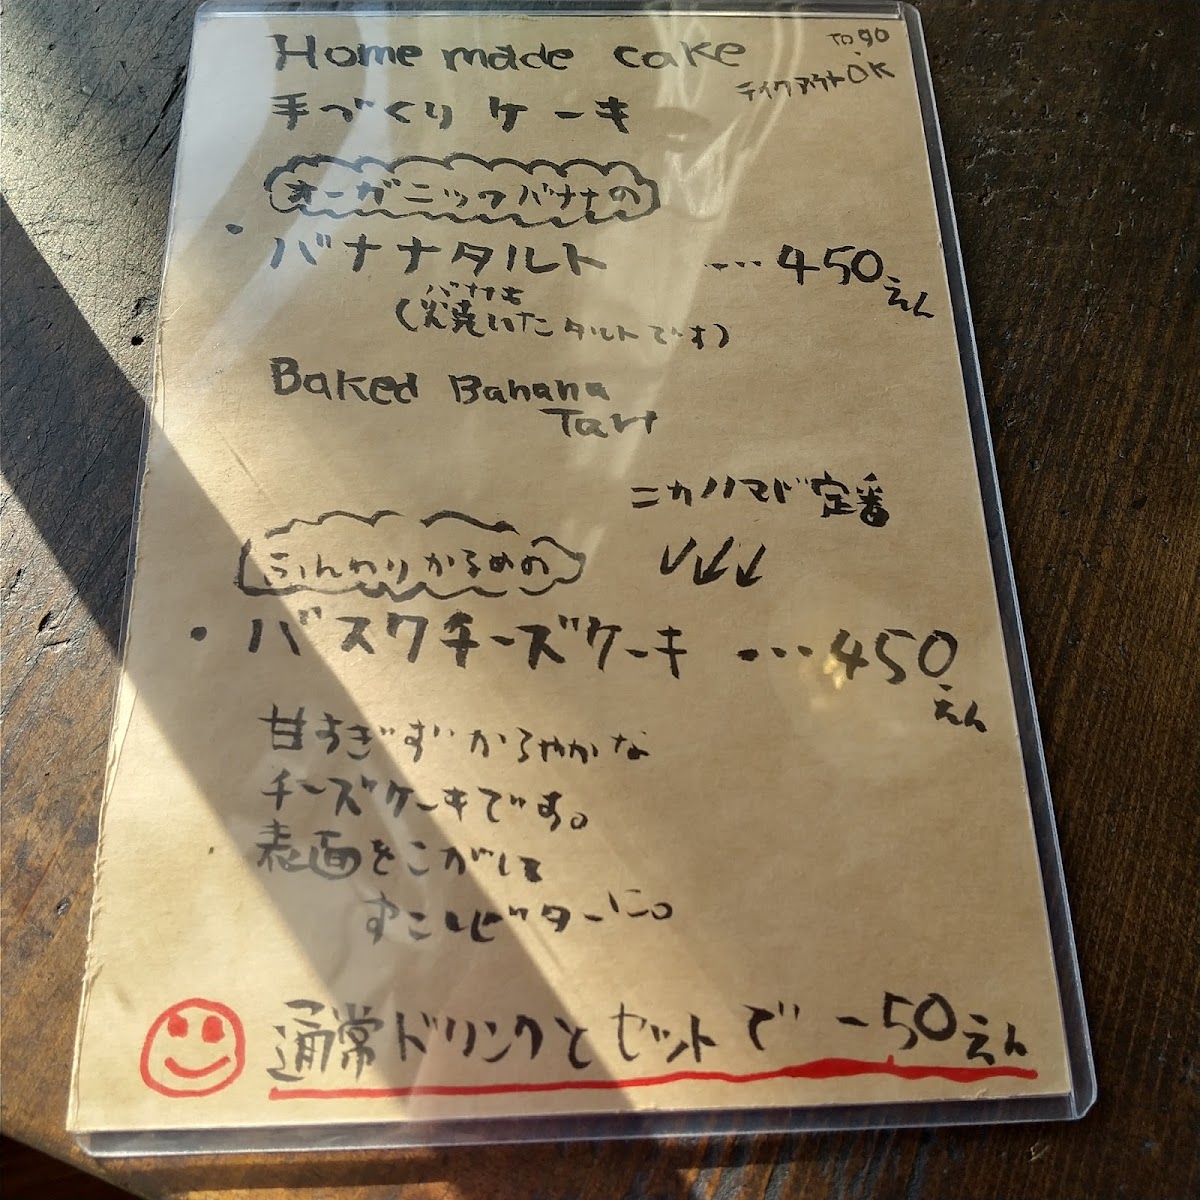 Home made cake
To go
テイクアウトOK
手づくりケーキ
オーガニックバナナの
・バナナタルト ・・・450えん
バナナを
(焼いたタルトです)
Baked Banana
Tart
ニカノマド定番
ふんわりかるめの
・バスクチーズケーキ ・・・450えん
甘すぎずかろやかな
チーズケーキです。
表面をこがして
すこしビターに。
通常ドリンクとセットで -50えん